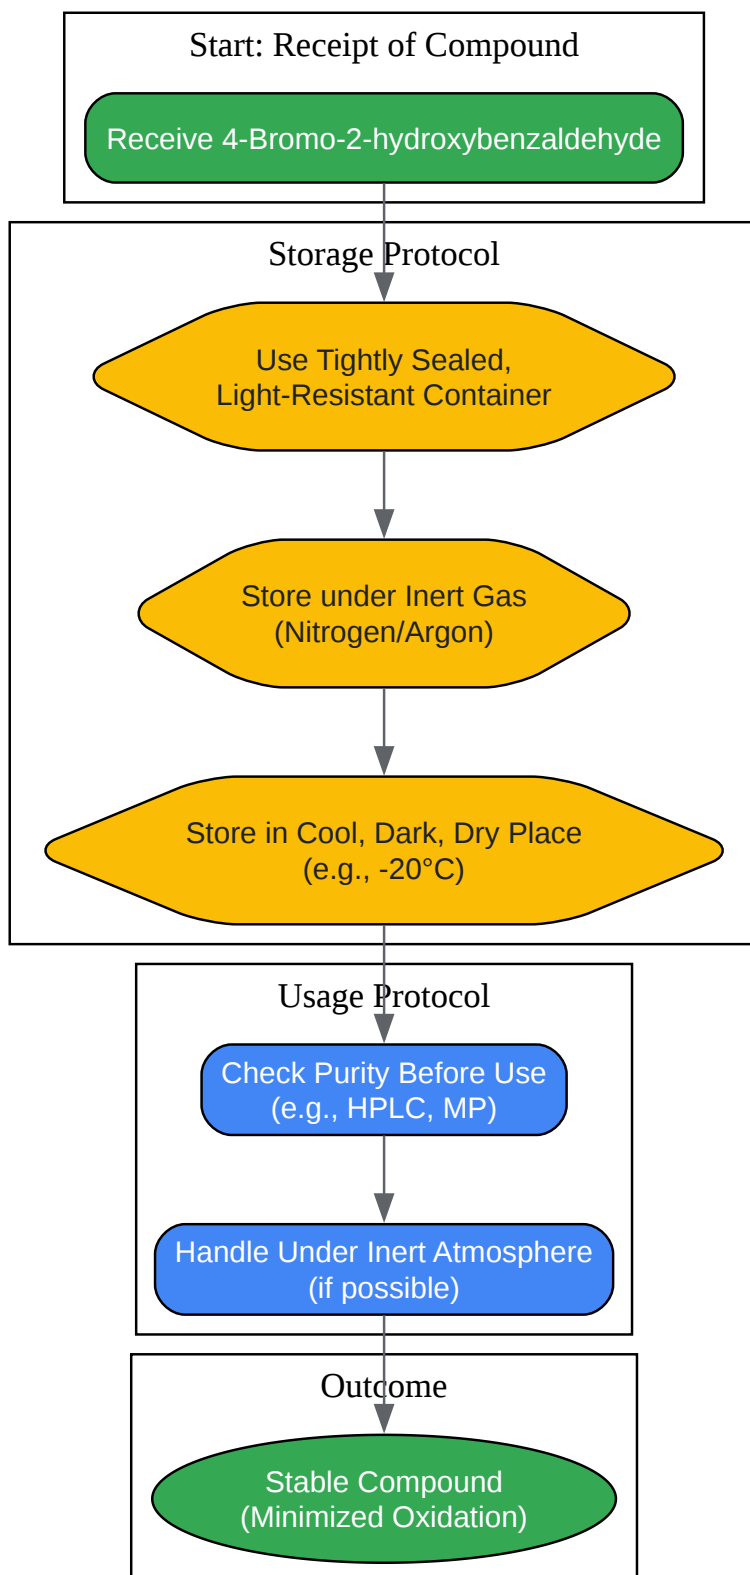 Start: Receipt of Compound
Receive 4-Bromo-2-hydroxybenzaldehyde
Storage Protocol
Use Tightly Sealed,
Light-Resistant Container
Store under Inert Gas
(Nitrogen/Argon)
Store in Cool, Dark, Dry Place
(e.g., -20°C)
Usage Protocol
Check Purity Before Use
(e.g., HPLC, MP)
Handle Under Inert Atmosphere
(if possible)
Outcome
Stable Compound
(Minimized Oxidation)